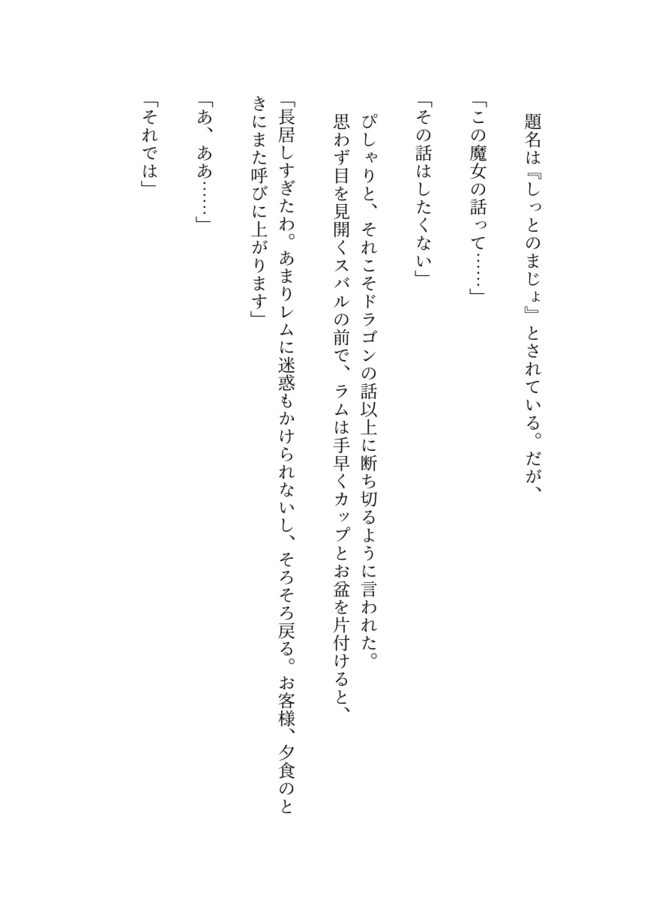 題名は『しっとのまじょ』とされている。だが、
「この魔女の話って……」
「その話はしたくない」
ぴしゃりと、それこそドラゴンの話以上に断ち切るように言われた。
思わず目を見開くスバルの前で、ラムは手早くカップとお盆を片付けると、
「長居しすぎたわ。あまりレムに迷惑もかけられないし、そろそろ戻る。お客様、夕食のと
きにまた呼びに上がります」
「あ、ああ……」
「それでは」